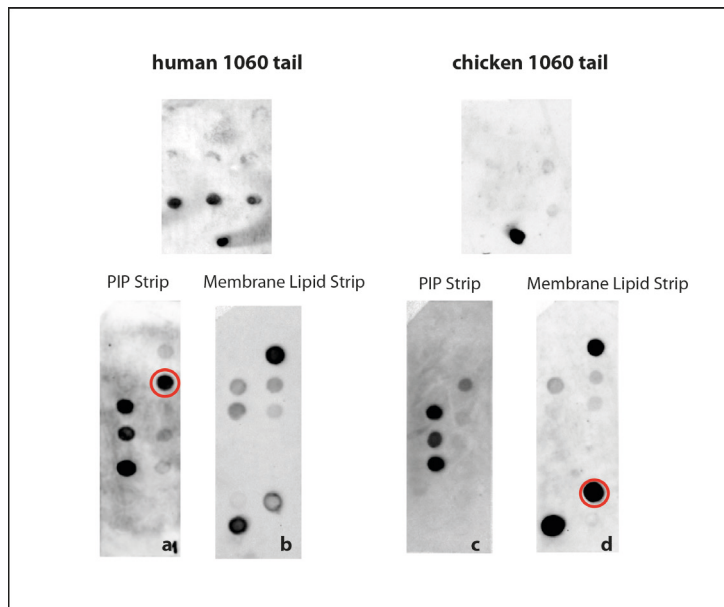 human 1060 tail
chicken 1060 tail
PIP Strip
Membrane Lipid Strip
PIP Strip
Membrane Lipid Strip
a
b
c
d